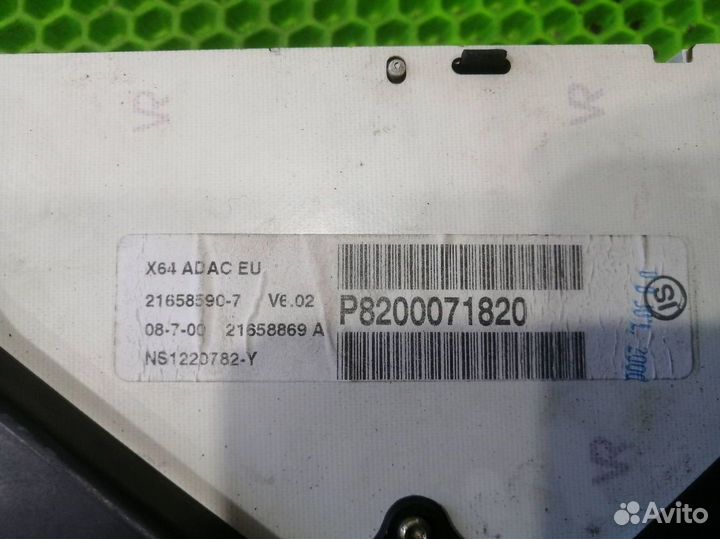 VR
VR
X64 ADAC EU
21658590-7 V6.02
08-7-00 21658869 A
NS1220782-Y
P8200071820
VR
Avito